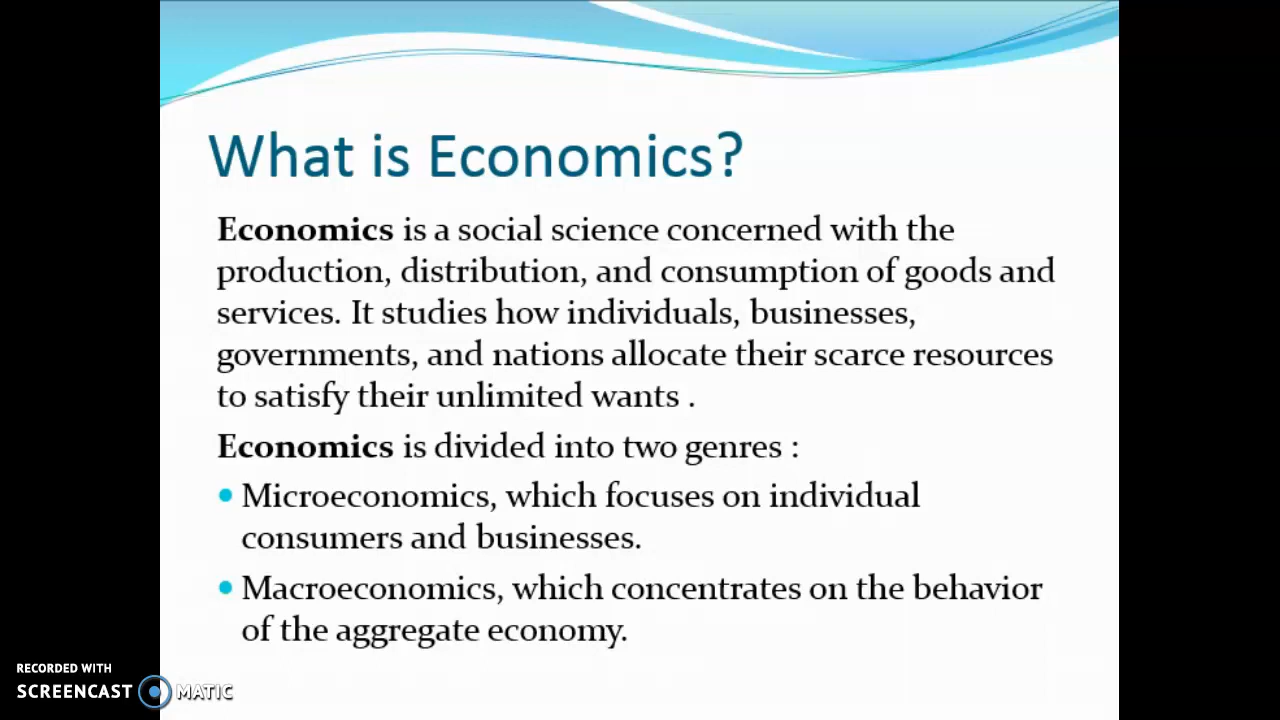 What is Economics?
Economics is a social science concerned with the
production, distribution, and consumption of goods and
services. It studies how individuals, businesses,
governments, and nations allocate their scarce resources
to satisfy their unlimited wants .
Economics is divided into two genres :
Microeconomics, which focuses on individual
consumers and businesses.
Macroeconomics, which concentrates on the behavior
of the aggregate economy.
RECORDED WITH
SCREENCAST MATIC